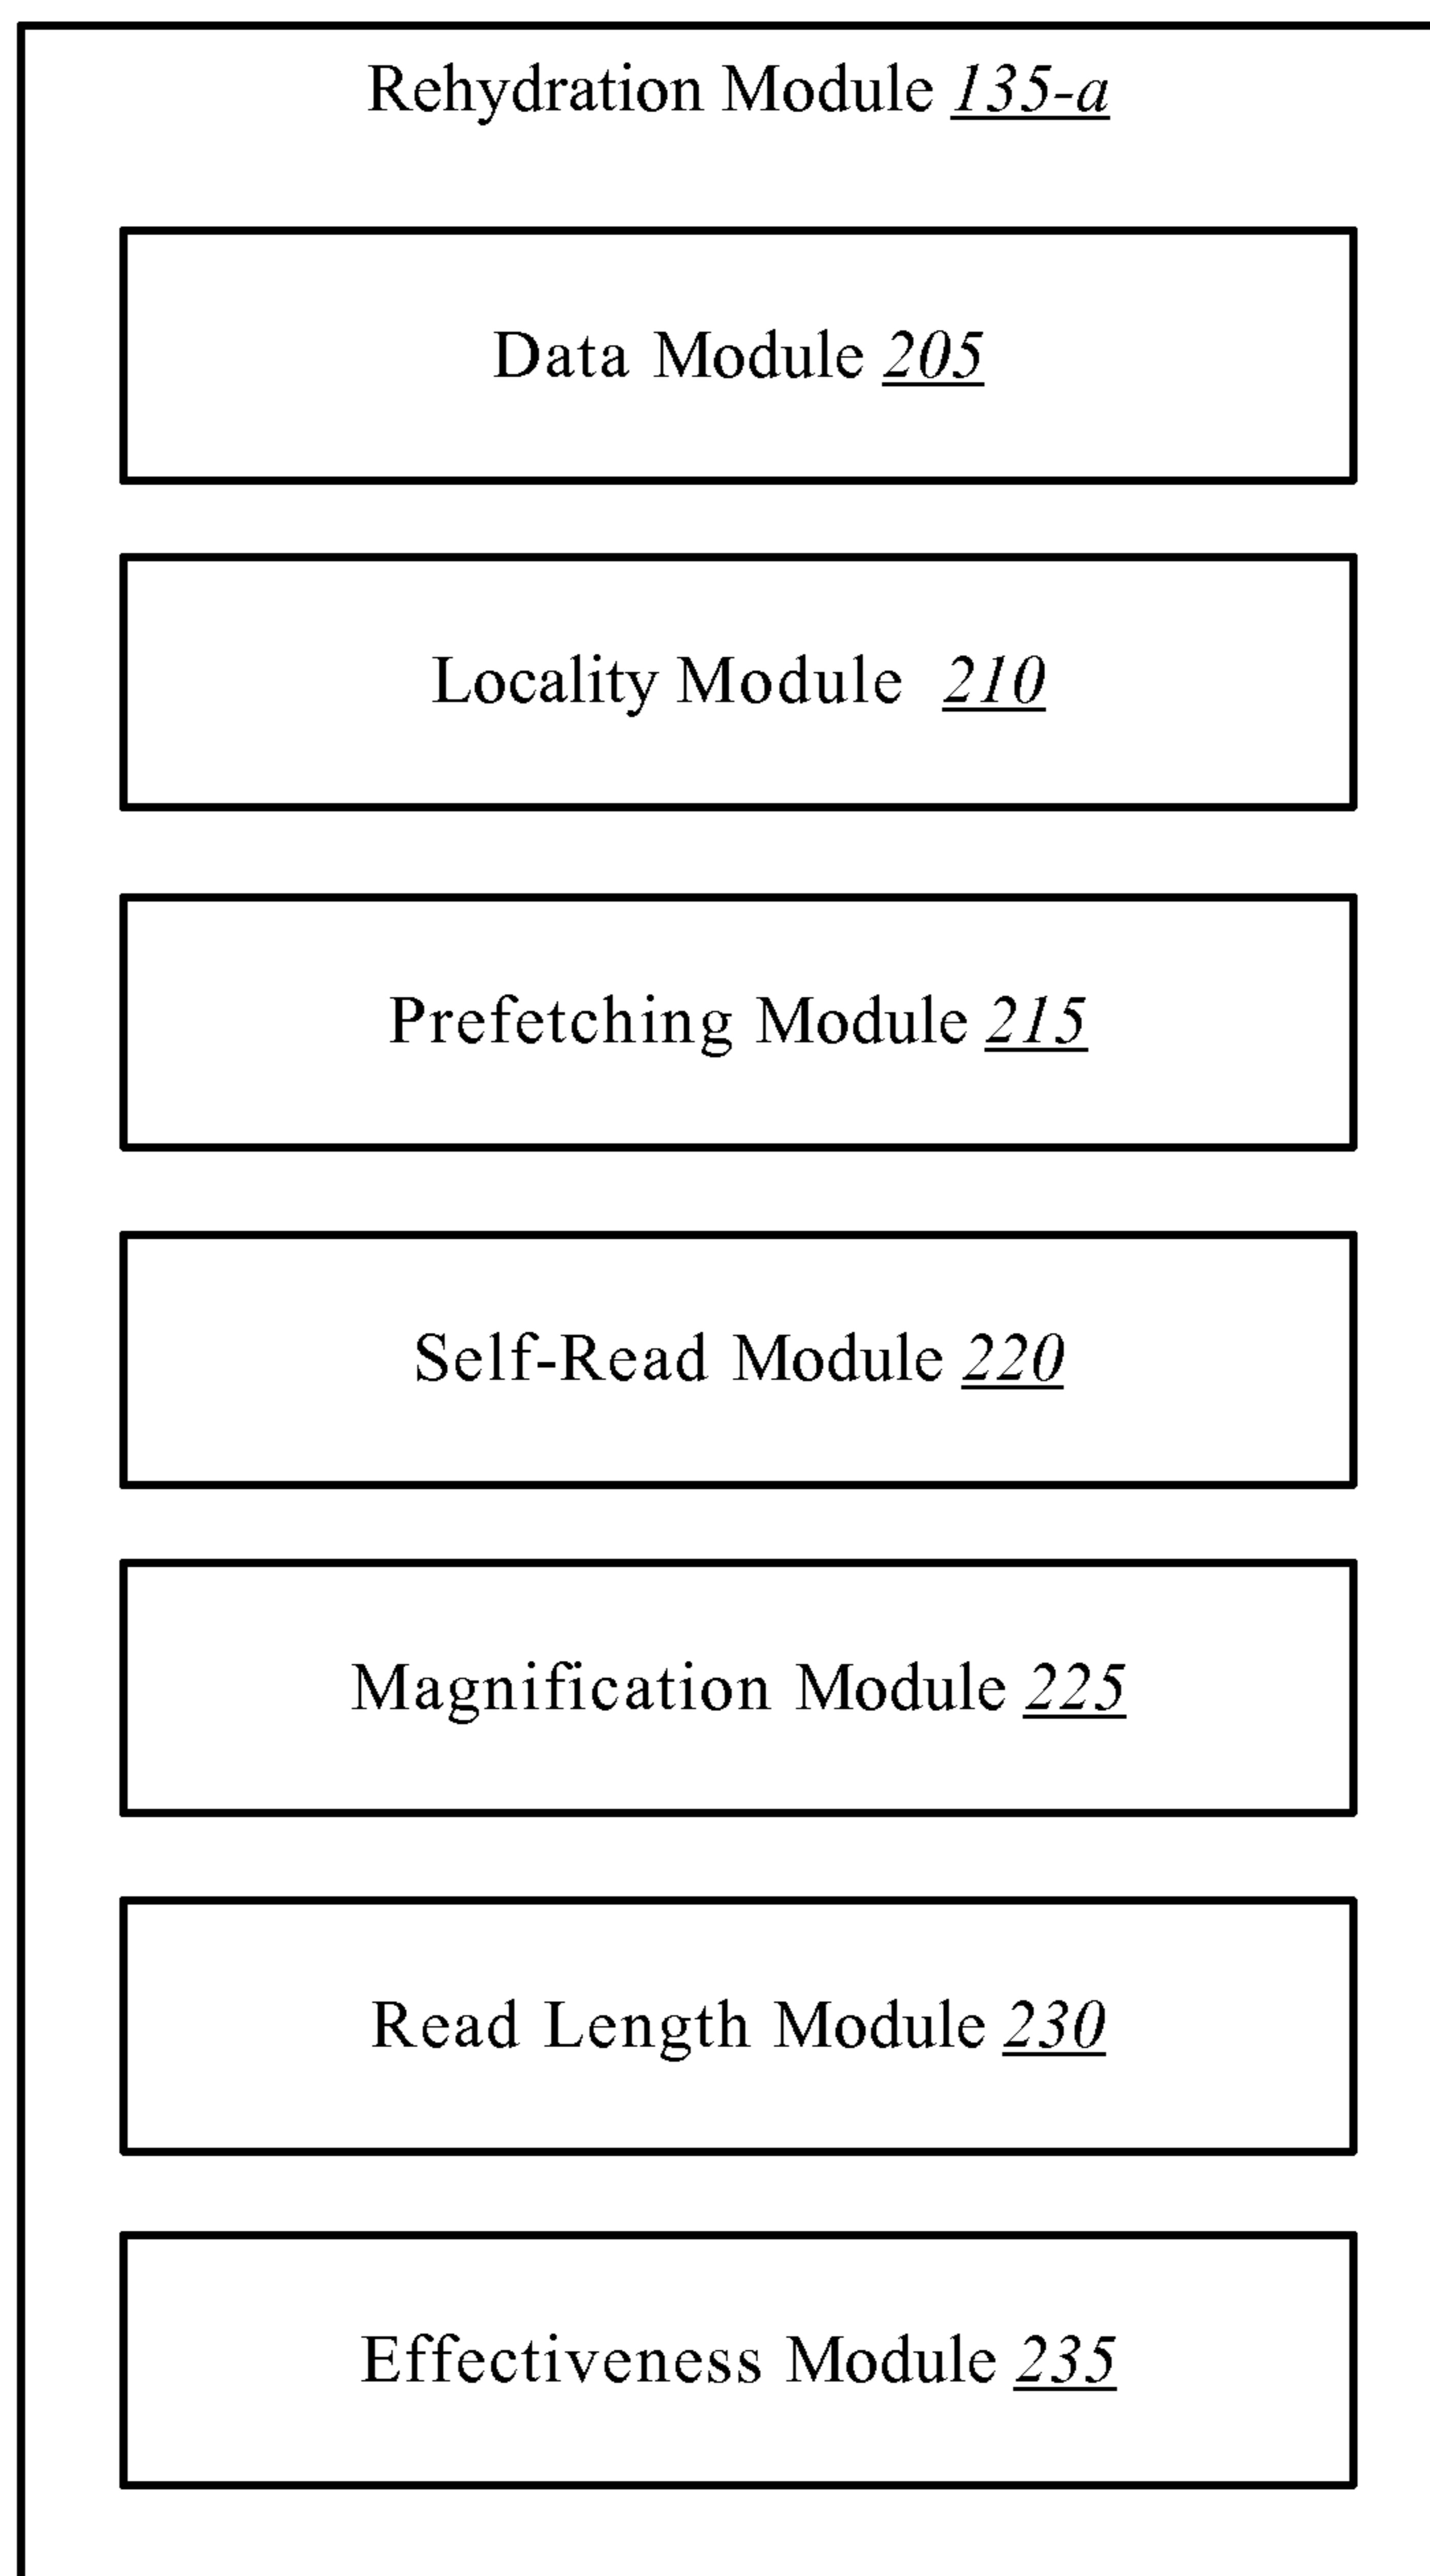 Rehydration Module 135-a
Data Module 205
Locality Module 210
Prefetching Module 215
Self-Read Module 220
Magnification Module 225
Read Length Module 230
Effectiveness Module 235